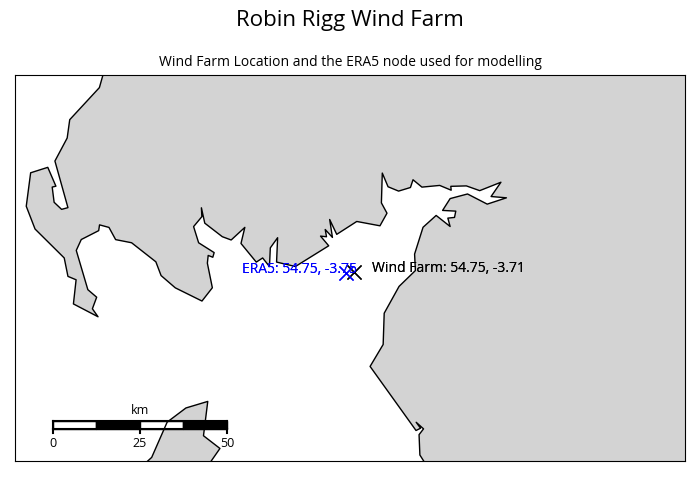 Robin Rigg Wind Farm
Wind Farm Location and the ERA5 node used for modelling
ERA5: 54.75, -3.75
Wind Farm: 54.75, -3.71
km
0 25 50